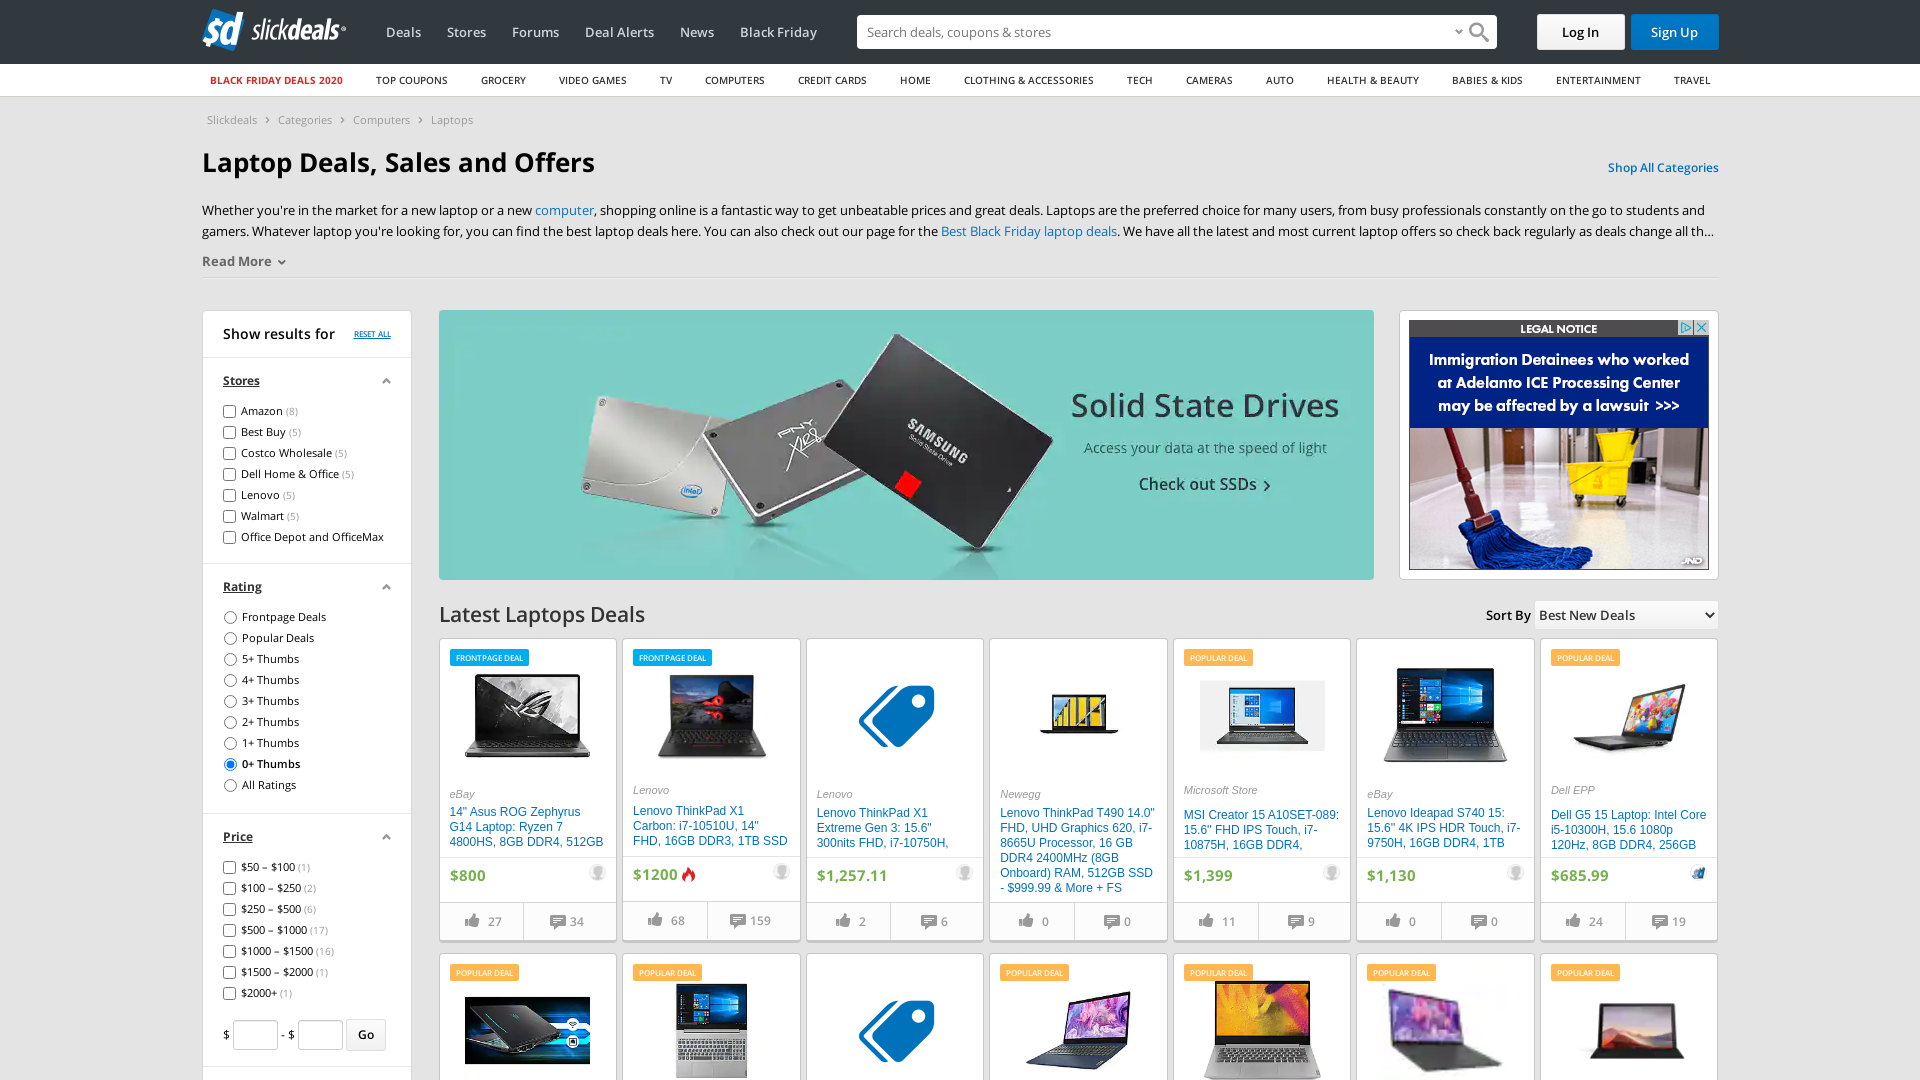 slickdeals
Deals
Stores
Forums
Deal Alerts
News
Black Friday
Search deals, coupons & stores
Log In
Sign Up
BLACK FRIDAY DEALS 2020
TOP COUPONS
GROCERY
VIDEO GAMES
TV
COMPUTERS
CREDIT CARDS
HOME
CLOTHING & ACCESSORIES
TECH
CAMERAS
AUTO
HEALTH & BEAUTY
BABIES & KIDS
ENTERTAINMENT
TRAVEL
Slickdeals > Categories > Computers > Laptops
Laptop Deals, Sales and Offers
Shop All Categories
Whether you're in the market for a new laptop or a new computer, shopping online is a fantastic way to get unbeatable prices and great deals. Laptops are the preferred choice for many users, from busy professionals constantly on the go to students and
gamers. Whatever laptop you're looking for, you can find the best laptop deals here. You can also check out our page for the Best Black Friday laptop deals. We have all the latest and most current laptop offers so check back regularly as deals change all th…
Read More
Show results for
RESET ALL
Stores
Amazon (8)
Best Buy (5)
Costco Wholesale (5)
Dell Home & Office (5)
Lenovo (5)
Walmart (5)
Office Depot and OfficeMax
Rating
Frontpage Deals
Popular Deals
5+ Thumbs
4+ Thumbs
3+ Thumbs
2+ Thumbs
1+ Thumbs
0+ Thumbs
All Ratings
Price
$50 – $100 (1)
$100 – $250 (2)
$250 – $500 (6)
$500 – $1000 (17)
$1000 – $1500 (16)
$1500 – $2000 (1)
$2000+ (1)
$ - $ Go
intel
PNY
XLR8
SAMSUNG
Solid State Drive
Solid State Drives
Access your data at the speed of light
Check out SSDs >
LEGAL NOTICE
Immigration Detainees who worked
at Adelanto ICE Processing Center
may be affected by a lawsuit >>>
JND
Latest Laptops Deals
Sort By Best New Deals
FRONTPAGE DEAL
eBay
14" Asus ROG Zephyrus
G14 Laptop: Ryzen 7
4800HS, 8GB DDR4, 512GB
$800
27
34
FRONTPAGE DEAL
Lenovo
Lenovo ThinkPad X1
Carbon: i7-10510U, 14"
FHD, 16GB DDR3, 1TB SSD
$1200
68
159
Lenovo
Lenovo ThinkPad X1
Extreme Gen 3: 15.6"
300nits FHD, i7-10750H,
$1,257.11
2
6
Newegg
Lenovo ThinkPad T490 14.0"
FHD, UHD Graphics 620, i7-
8665U Processor, 16 GB
DDR4 2400MHz (8GB
Onboard) RAM, 512GB SSD
- $999.99 & More + FS
0
0
POPULAR DEAL
Microsoft Store
MSI Creator 15 A10SET-089:
15.6" FHD IPS Touch, i7-
10875H, 16GB DDR4,
$1,399
11
9
eBay
Lenovo Ideapad S740 15:
15.6" 4K IPS HDR Touch, i7-
9750H, 16GB DDR4, 1TB
$1,130
0
0
POPULAR DEAL
Dell EPP
Dell G5 15 Laptop: Intel Core
i5-10300H, 15.6 1080p
120Hz, 8GB DDR4, 256GB
$685.99
24
19
POPULAR DEAL
POPULAR DEAL
POPULAR DEAL
POPULAR DEAL
POPULAR DEAL
POPULAR DEAL